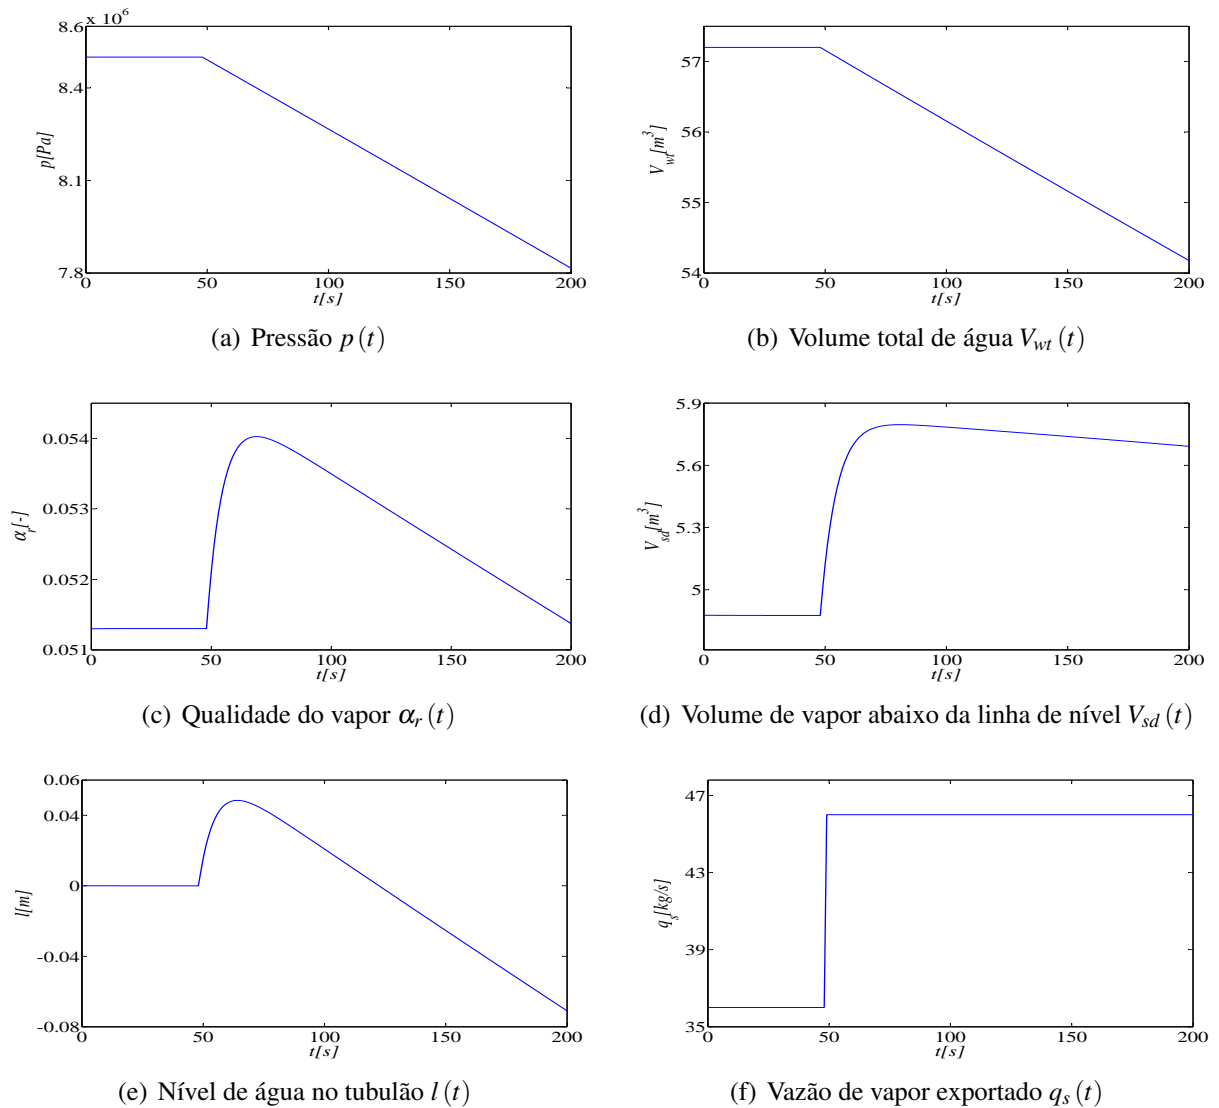 x 10⁶
8.6
8.4
8.1
7.8
p[Pa]
0 50 100 150 200
t[s]
(a) Pressão p(t)
57
56
55
54
V_wt[m³]
0 50 100 150 200
t[s]
(b) Volume total de água V_wt(t)
0.054
0.053
0.052
0.051
α_r[-]
0 50 100 150 200
t[s]
(c) Qualidade do vapor α_r(t)
5.9
5.6
5.3
5
V_sd[m³]
0 50 100 150 200
t[s]
(d) Volume de vapor abaixo da linha de nível V_sd(t)
0.06
0.04
0
-0.04
-0.08
l[m]
0 50 100 150 200
t[s]
(e) Nível de água no tubulão l(t)
47
43
39
35
q_s[kg/s]
0 50 100 150 200
t[s]
(f) Vazão de vapor exportado q_s(t)